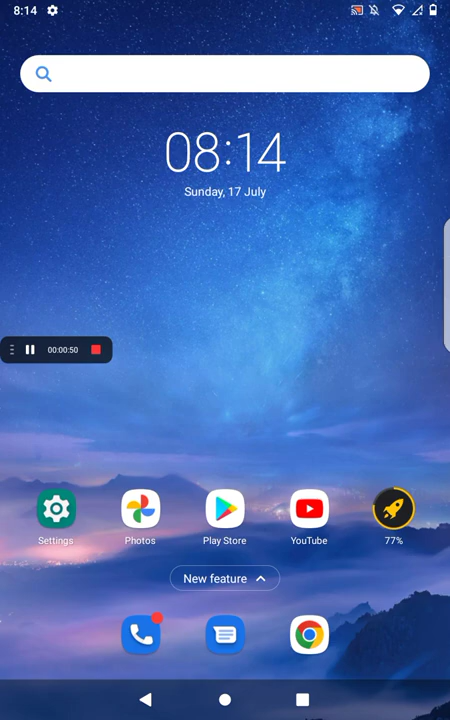 8:14
08:14
Sunday, 17 July
00:00:50
Settings
Photos
Play Store
YouTube
77%
New feature